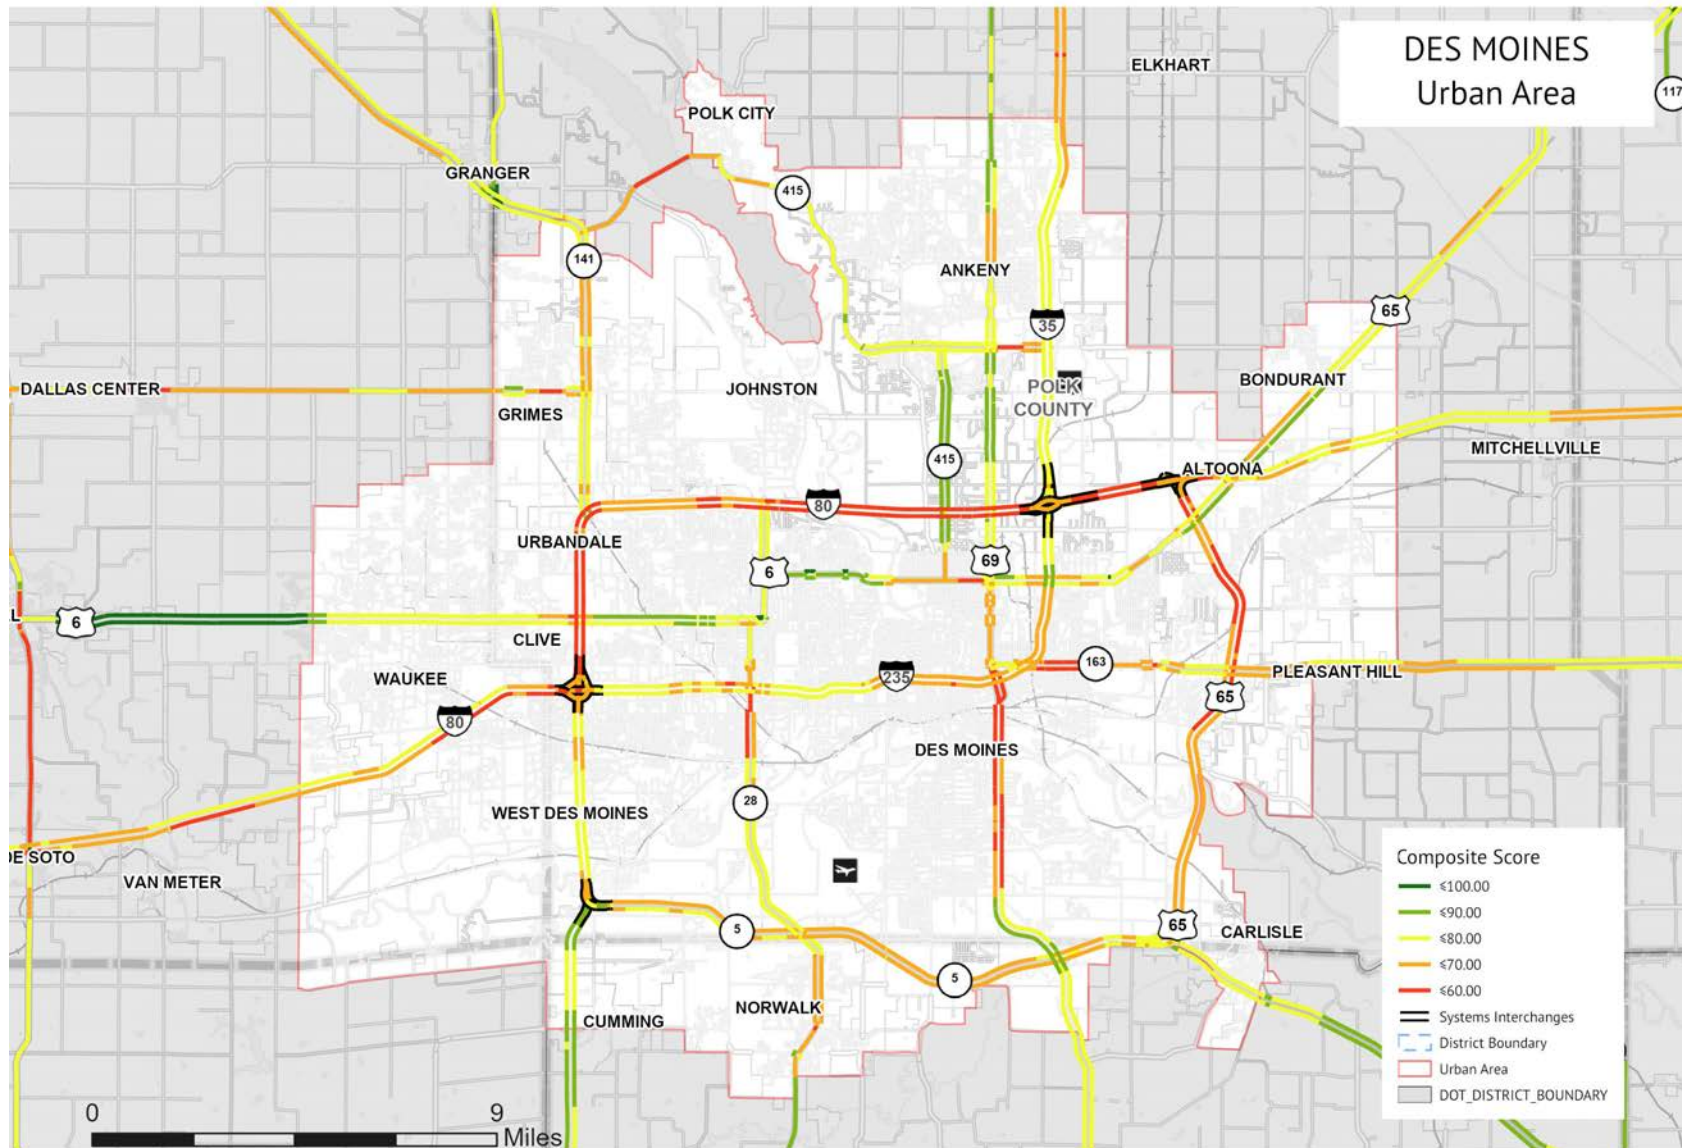 DES MOINES
Urban Area
ELKHART
117
POLK CITY
GRANGER
415
141
ANKENY
65
35
DALLAS CENTER
JOHNSTON
POLK
COUNTY
BONDURANT
GRIMES
MITCHELLVILLE
415
ALTOONA
80
URBANDALE
69
6
6
CLIVE
163
WAUKEE
235
PLEASANT HILL
65
80
DES MOINES
28
WEST DES MOINES
DE SOTO
VAN METER
65
5
CARLISLE
5
NORWALK
CUMMING
Composite Score
≤100.00
≤90.00
≤80.00
≤70.00
≤60.00
Systems Interchanges
District Boundary
Urban Area
DOT_DISTRICT_BOUNDARY
0 9
Miles